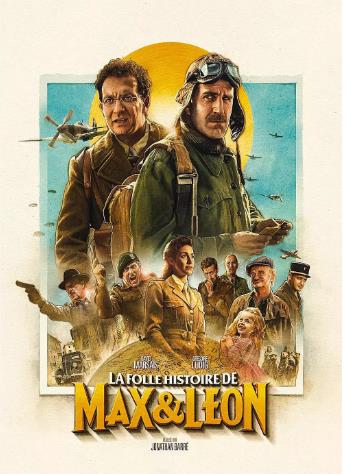 DAVID
MARSAIS
GRÉGOIRE
LUDIG
LA FOLLE HISTOIRE DE
MAX & LEON
JONATHAN BARRÉ